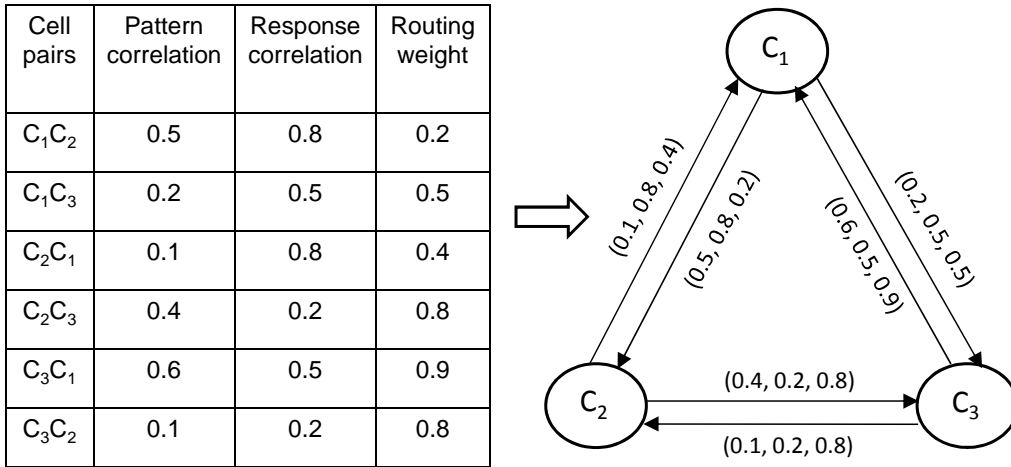 Cell pairs Pattern correlation Response correlation Routing weight
C₁C₂ 0.5 0.8 0.2
C₁C₃ 0.2 0.5 0.5
C₂C₁ 0.1 0.8 0.4
C₂C₃ 0.4 0.2 0.8
C₃C₁ 0.6 0.5 0.9
C₃C₂ 0.1 0.2 0.8
C₁
(0.1, 0.8, 0.4)
(0.5, 0.8, 0.2)
(0.6, 0.5, 0.9)
(0.2, 0.5, 0.5)
C₂
(0.4, 0.2, 0.8)
C₃
(0.1, 0.2, 0.8)